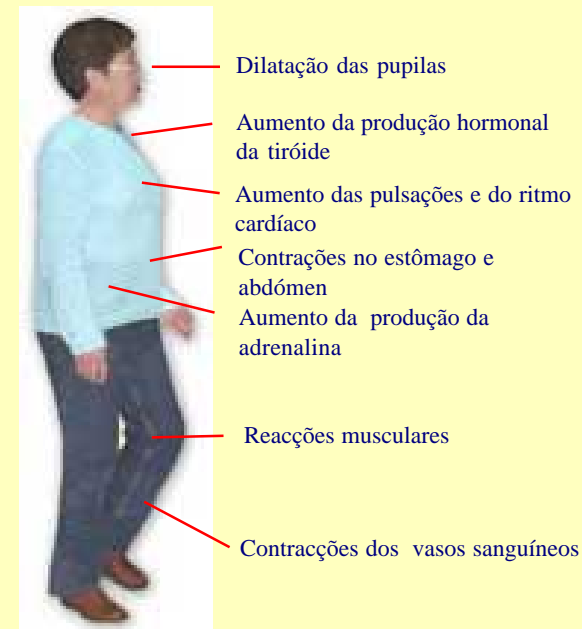 Dilatação das pupilas
Aumento da produção hormonal
da tiróide
Aumento das pulsações e do ritmo
cardíaco
Contrações no estômago e
abdómen
Aumento da produção da
adrenalina
Reacções musculares
Contracções dos vasos sanguíneos